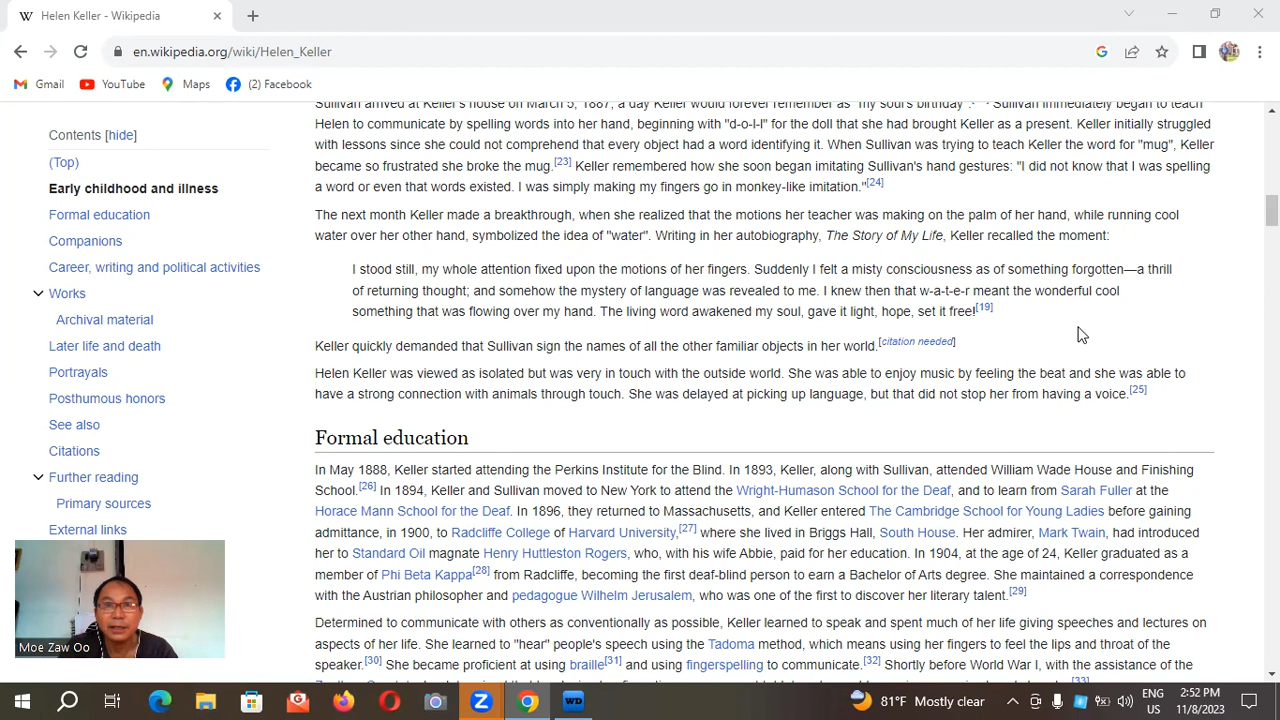 Helen Keller - Wikipedia
en.wikipedia.org/wiki/Helen_Keller
Gmail YouTube Maps (2) Facebook
Contents [hide]
(Top)
Early childhood and illness
Formal education
Companions
Career, writing and political activities
Works
Archival material
Later life and death
Portrayals
Posthumous honors
See also
Citations
Further reading
Primary sources
External links
Sullivan arrived at Keller's house on March 5, 1887, a day Keller would forever remember as "my soul's birthday". Sullivan immediately began to teach
Helen to communicate by spelling words into her hand, beginning with "d-o-l-l" for the doll that she had brought Keller as a present. Keller initially struggled
with lessons since she could not comprehend that every object had a word identifying it. When Sullivan was trying to teach Keller the word for "mug", Keller
became so frustrated she broke the mug.[23] Keller remembered how she soon began imitating Sullivan's hand gestures: "I did not know that I was spelling
a word or even that words existed. I was simply making my fingers go in monkey-like imitation."[24]
The next month Keller made a breakthrough, when she realized that the motions her teacher was making on the palm of her hand, while running cool
water over her other hand, symbolized the idea of "water". Writing in her autobiography, The Story of My Life, Keller recalled the moment:
I stood still, my whole attention fixed upon the motions of her fingers. Suddenly I felt a misty consciousness as of something forgotten—a thrill
of returning thought; and somehow the mystery of language was revealed to me. I knew then that w-a-t-e-r meant the wonderful cool
something that was flowing over my hand. The living word awakened my soul, gave it light, hope, set it free![19]
Keller quickly demanded that Sullivan sign the names of all the other familiar objects in her world.[citation needed]
Helen Keller was viewed as isolated but was very in touch with the outside world. She was able to enjoy music by feeling the beat and she was able to
have a strong connection with animals through touch. She was delayed at picking up language, but that did not stop her from having a voice.[25]
Formal education
In May 1888, Keller started attending the Perkins Institute for the Blind. In 1893, Keller, along with Sullivan, attended William Wade House and Finishing
School.[26] In 1894, Keller and Sullivan moved to New York to attend the Wright-Humason School for the Deaf, and to learn from Sarah Fuller at the
Horace Mann School for the Deaf. In 1896, they returned to Massachusetts, and Keller entered The Cambridge School for Young Ladies before gaining
admittance, in 1900, to Radcliffe College of Harvard University,[27] where she lived in Briggs Hall, South House. Her admirer, Mark Twain, had introduced
her to Standard Oil magnate Henry Huttleston Rogers, who, with his wife Abbie, paid for her education. In 1904, at the age of 24, Keller graduated as a
member of Phi Beta Kappa[28] from Radcliffe, becoming the first deaf-blind person to earn a Bachelor of Arts degree. She maintained a correspondence
with the Austrian philosopher and pedagogue Wilhelm Jerusalem, who was one of the first to discover her literary talent.[29]
Determined to communicate with others as conventionally as possible, Keller learned to speak and spent much of her life giving speeches and lectures on
aspects of her life. She learned to "hear" people's speech using the Tadoma method, which means using her fingers to feel the lips and throat of the
speaker.[30] She became proficient at using braille[31] and using fingerspelling to communicate.[32] Shortly before World War I, with the assistance of the
[33]
Moe Zaw Oo
81°F Mostly clear
ENG
US
2:52 PM
11/8/2023